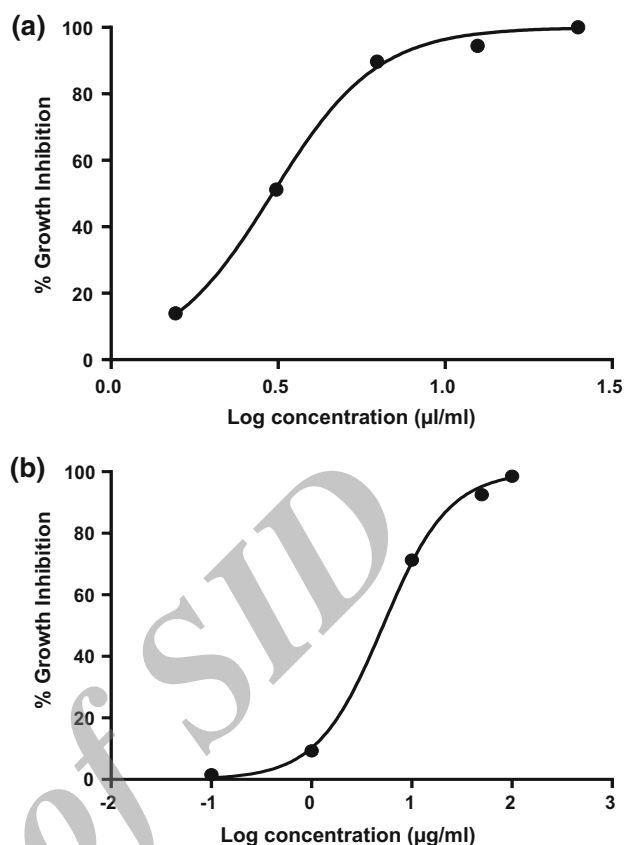 (a)
100
80
60
40
20
0
% Growth Inhibition
0.0 0.5 1.0 1.5
Log concentration (µl/ml)
(b)
100
80
60
40
20
0
% Growth Inhibition
-2 -1 0 1 2 3
Log concentration (µg/ml)
of SID